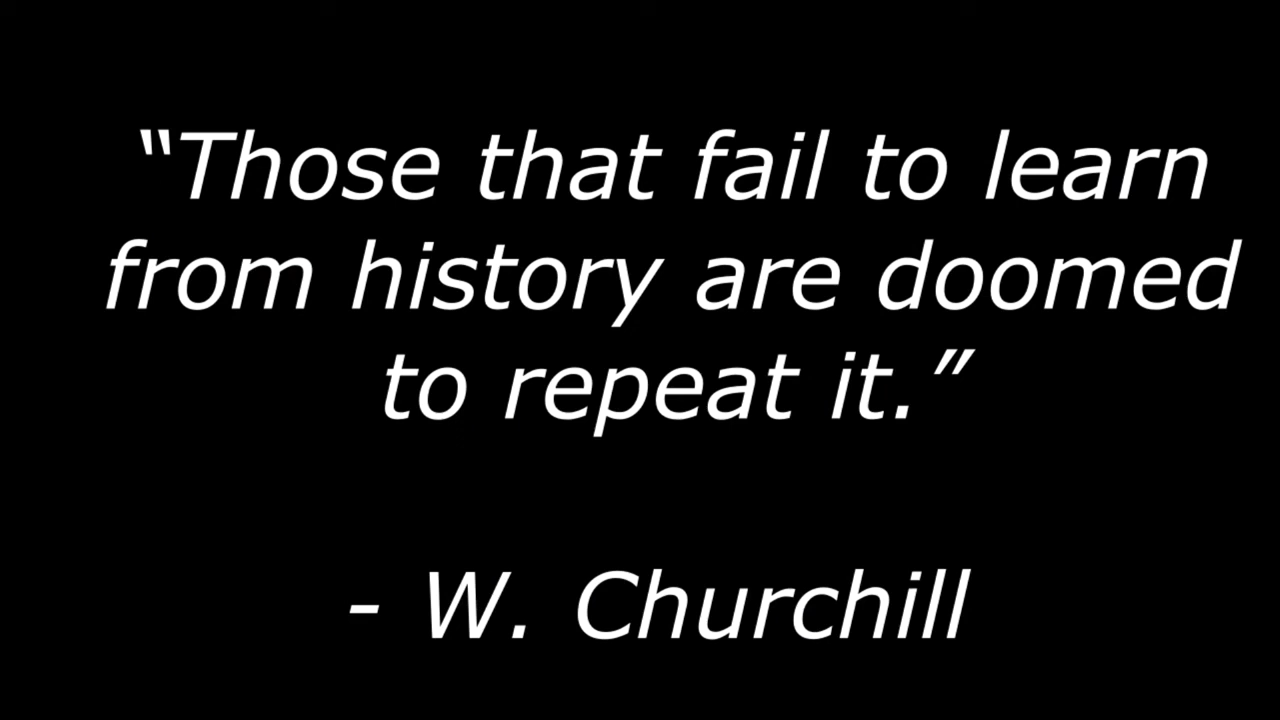 “Those that fail to learn
from history are doomed
to repeat it.”
- W. Churchill